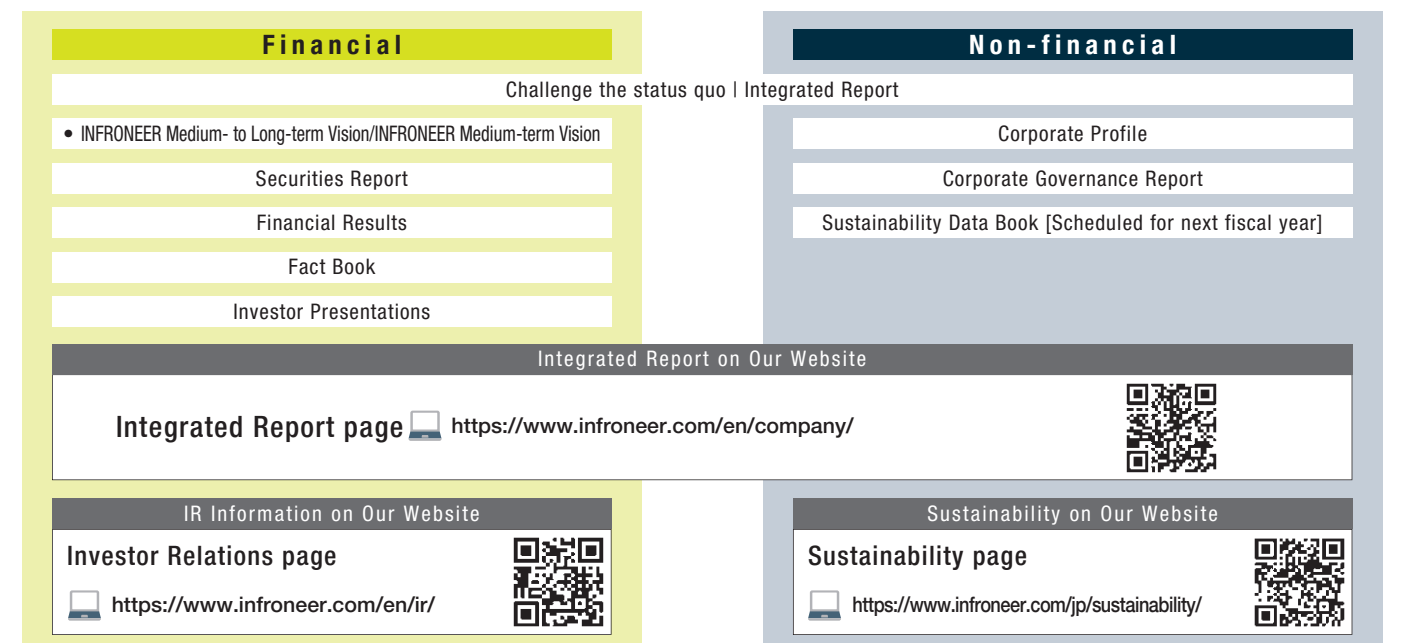 Financial
Non-financial
Challenge the status quo | Integrated Report
• INFRONEER Medium- to Long-term Vision/INFRONEER Medium-term Vision
Securities Report
Financial Results
Fact Book
Investor Presentations
Corporate Profile
Corporate Governance Report
Sustainability Data Book [Scheduled for next fiscal year]
Integrated Report on Our Website
Integrated Report page https://www.infroneer.com/en/company/
IR Information on Our Website
Investor Relations page
https://www.infroneer.com/en/ir/
Sustainability on Our Website
Sustainability page
https://www.infroneer.com/jp/sustainability/